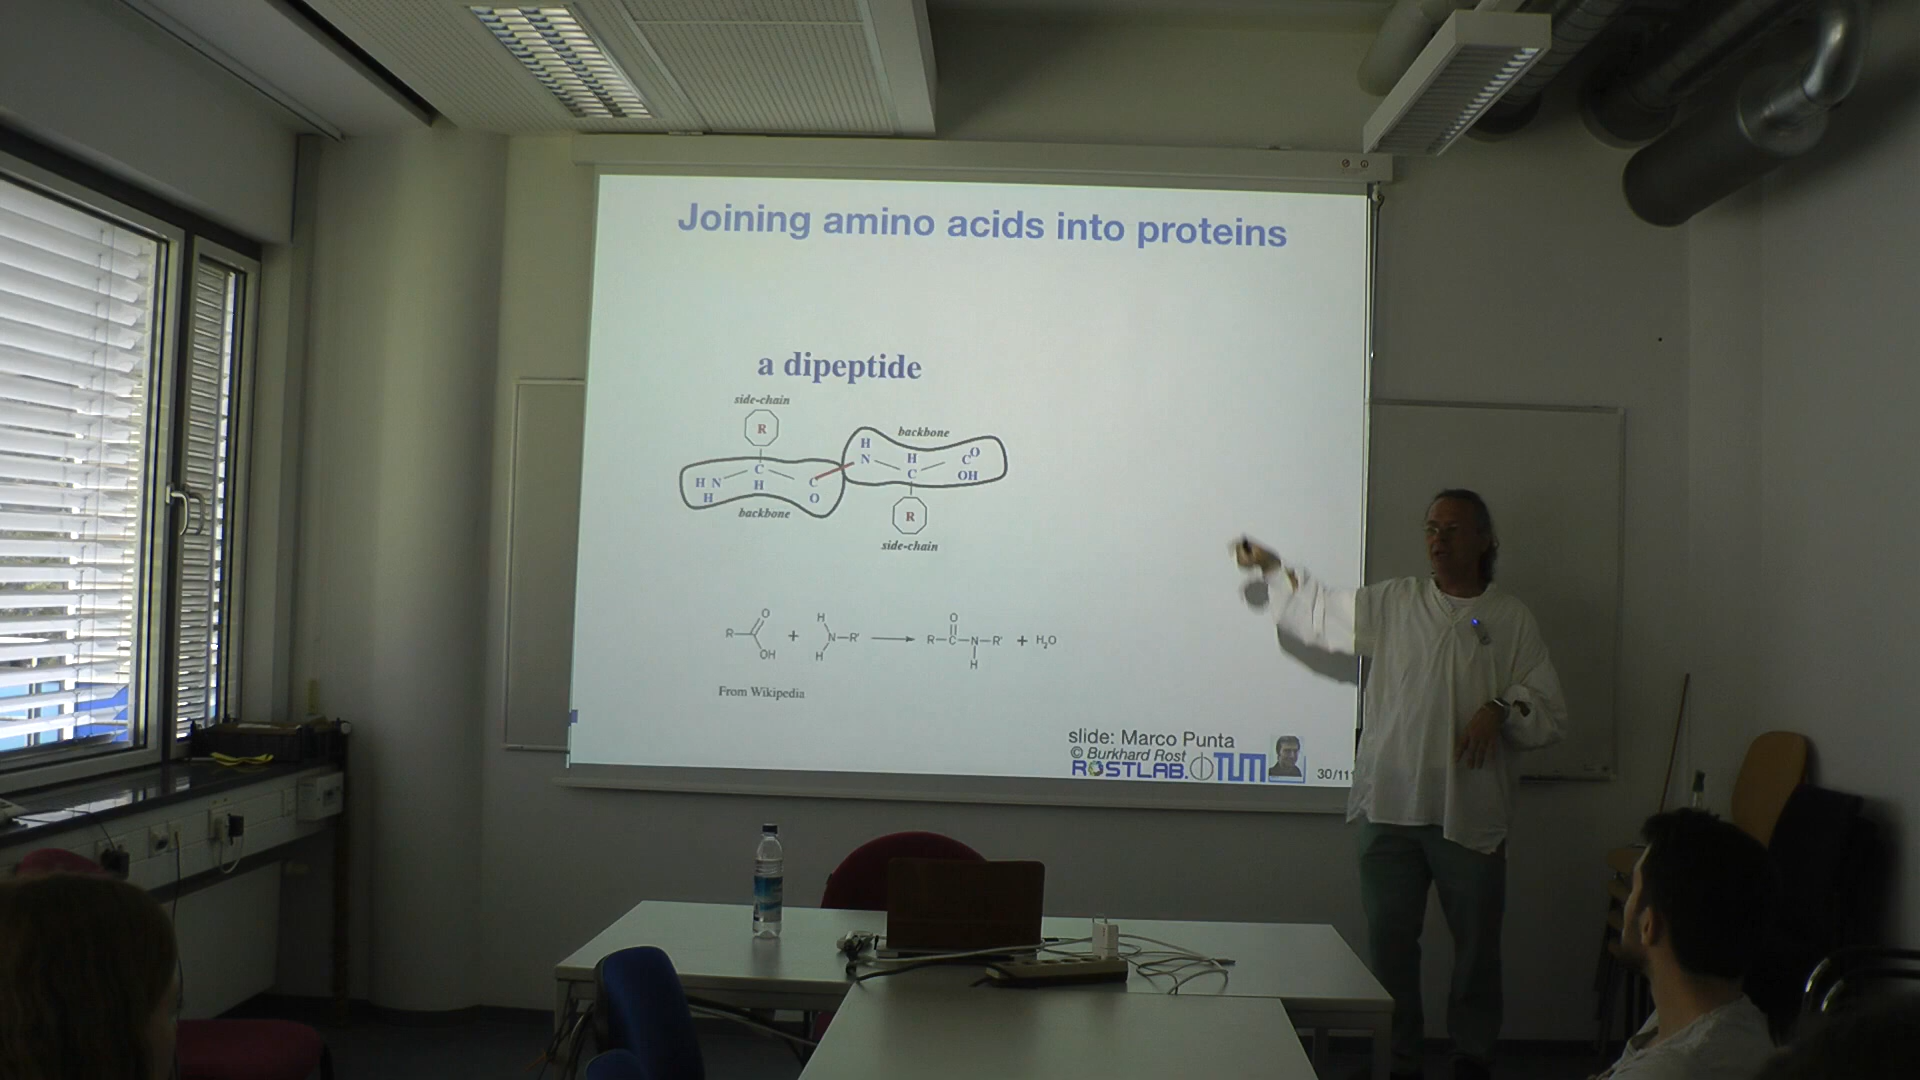 Joining amino acids into proteins
a dipeptide
side-chain
R
backbone
H
N
H
C
C
O
OH
H N
H
C
H
C
O
backbone
R
side-chain
R
O
OH
+
H
N
R'
H
O
R C N R'
H
+ H₂O
From Wikipedia
slide: Marco Punta
© Burkhard Rost
ROSTLAB. TUM
30/111